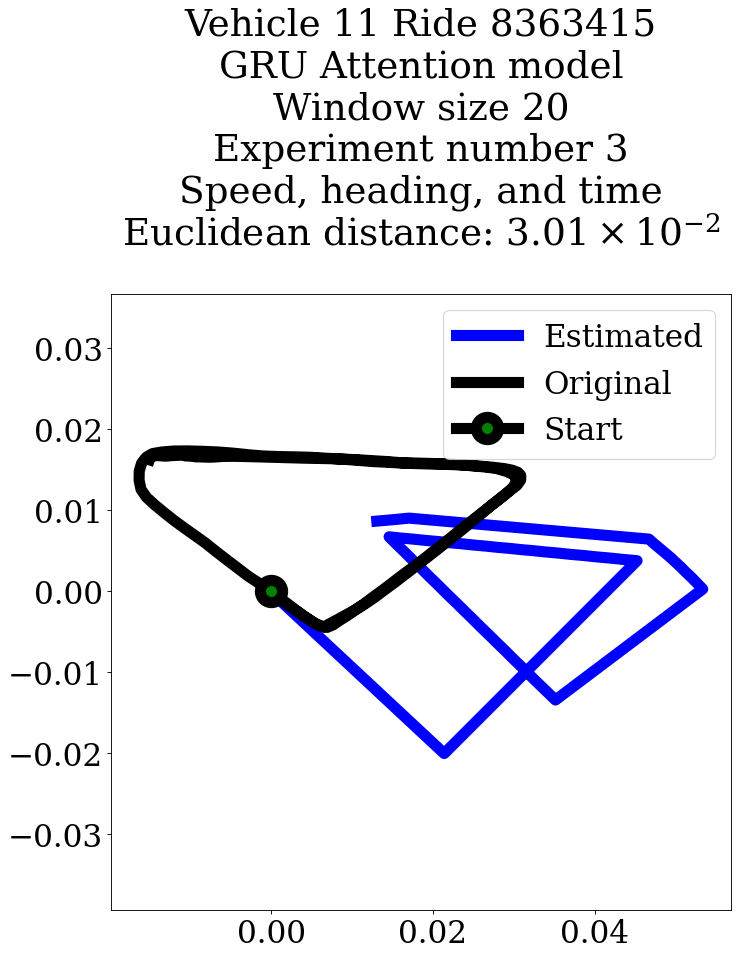 Vehicle 11 Ride 8363415
GRU Attention model
Window size 20
Experiment number 3
Speed, heading, and time
Euclidean distance: 3.01 × 10⁻²
Estimated
Original
Start
0.03
0.02
0.01
0.00
−0.01
−0.02
−0.03
0.00 0.02 0.04